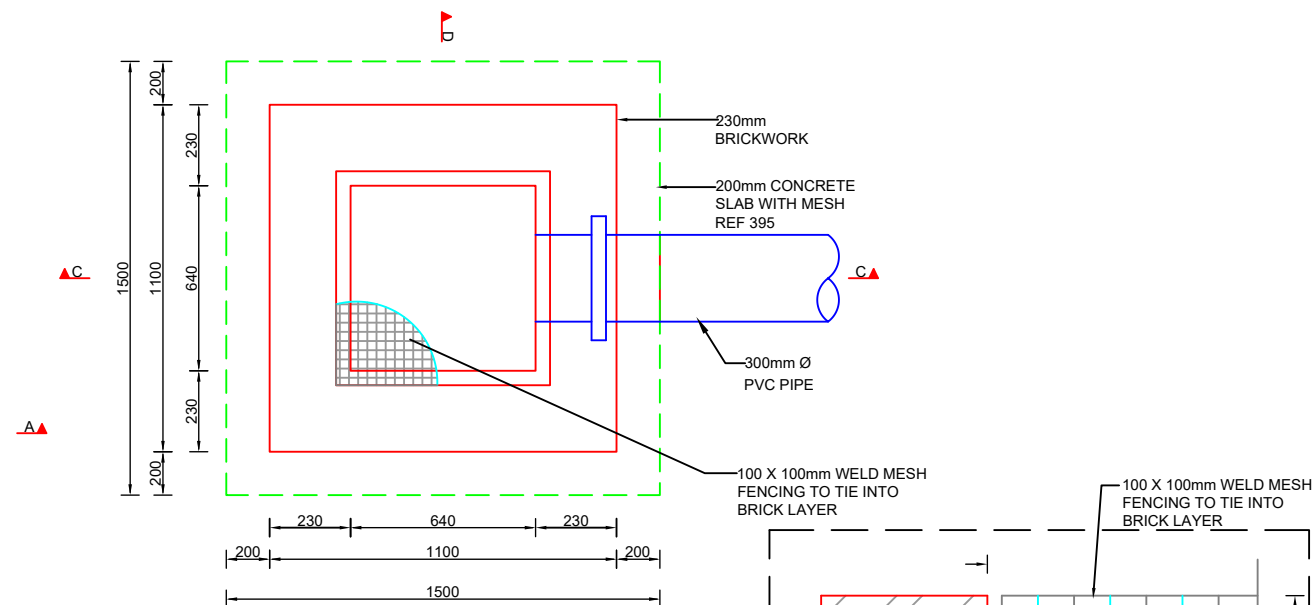 D
200
230
230mm
BRICKWORK
200mm CONCRETE
SLAB WITH MESH
REF 395
C
1500
1100
640
C
300mm Ø
PVC PIPE
230
A
200
100 X 100mm WELD MESH
FENCING TO TIE INTO
BRICK LAYER
100 X 100mm WELD MESH
FENCING TO TIE INTO
BRICK LAYER
230
640
230
200
1100
200
1500